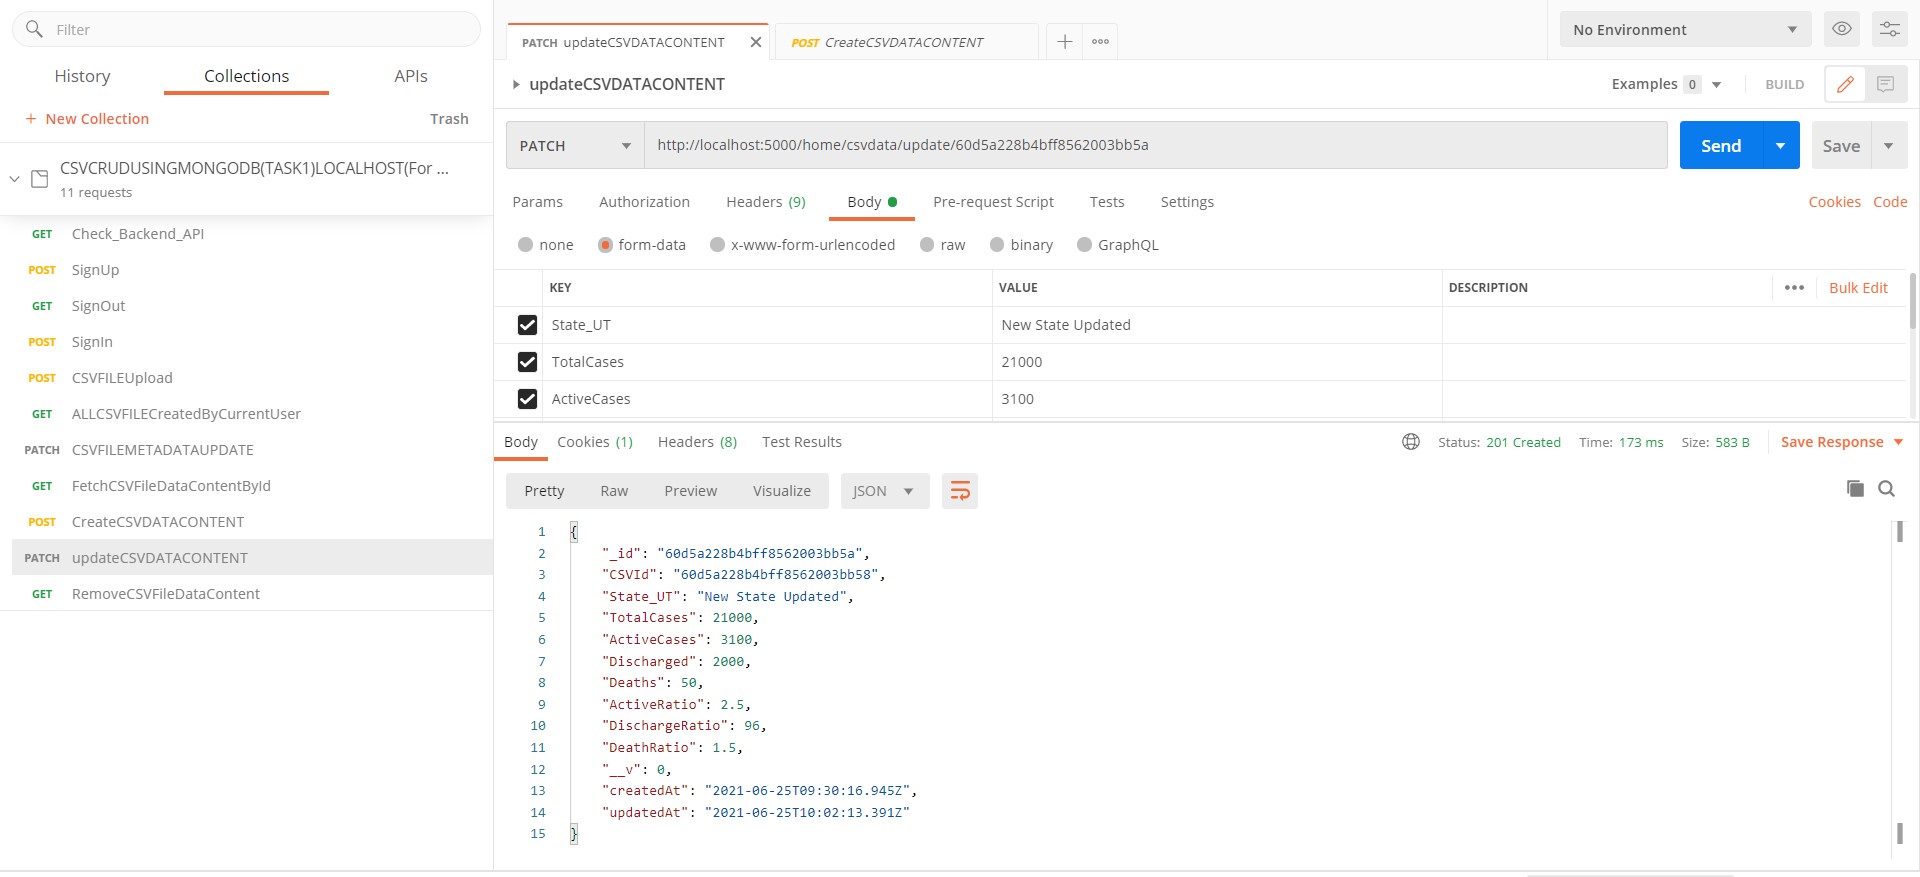 Filter
History Collections APIs
+ New Collection Trash
CSVCRUDUSINGMONGODB(TASK1)LOCALHOST(For ...
11 requests
GET Check_Backend_API
POST SignUp
GET SignOut
POST SignIn
POST CSVFILEUpload
GET ALLCSVFILECreatedByCurrentUser
PATCH CSVFILEMETADATAUPDATE
GET FetchCSVFileDataContentById
POST CreateCSVDATACONTENT
PATCH updateCSVDATACONTENT
GET RemoveCSVFileDataContent
PATCH updateCSVDATACONTENT POST CreateCSVDATACONTENT
No Environment
updateCSVDATACONTENT
Examples 0 BUILD
PATCH http://localhost:5000/home/csvdata/update/60d5a228b4bff8562003bb5a Send Save
Params Authorization Headers (9) Body Pre-request Script Tests Settings Cookies Code
none form-data x-www-form-urlencoded raw binary GraphQL
KEY VALUE DESCRIPTION ••• Bulk Edit
State_UT New State Updated
TotalCases 21000
ActiveCases 3100
Body Cookies (1) Headers (8) Test Results Status: 201 Created Time: 173 ms Size: 583 B Save Response
Pretty Raw Preview Visualize JSON
1 {
2 "_id": "60d5a228b4bff8562003bb5a",
3 "CSVId": "60d5a228b4bff8562003bb58",
4 "State_UT": "New State Updated",
5 "TotalCases": 21000,
6 "ActiveCases": 3100,
7 "Discharged": 2000,
8 "Deaths": 50,
9 "ActiveRatio": 2.5,
10 "DischargeRatio": 96,
11 "DeathRatio": 1.5,
12 "__v": 0,
13 "createdAt": "2021-06-25T09:30:16.945Z",
14 "updatedAt": "2021-06-25T10:02:13.391Z"
15 }